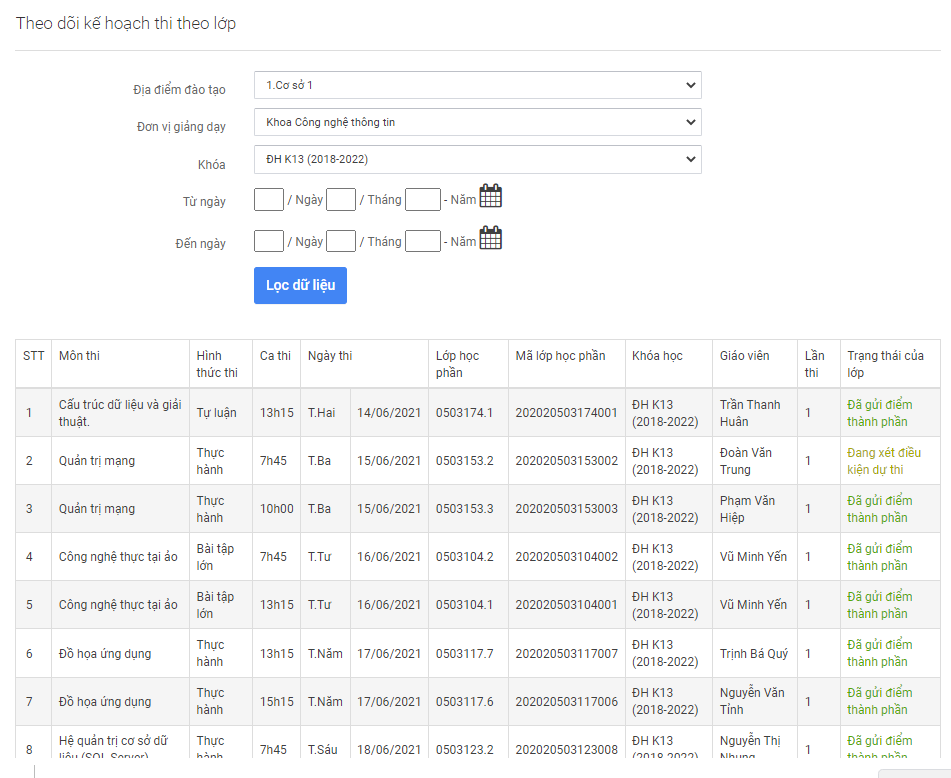 Theo dõi kế hoạch thi theo lớp
Địa điểm đào tạo
1.Cơ sở 1
Đơn vị giảng dạy
Khoa Công nghệ thông tin
Khóa
ĐH K13 (2018-2022)
Từ ngày
/ Ngày / Tháng - Năm
Đến ngày
/ Ngày / Tháng - Năm
Lọc dữ liệu
STT Môn thi Hình thức thi Ca thi Ngày thi Lớp học phần Mã lớp học phần Khóa học Giáo viên Lần thi Trạng thái của lớp
1 Cấu trúc dữ liệu và giải thuật. Tự luận 13h15 T.Hai 14/06/2021 0503174.1 202020503174001 ĐH K13 (2018-2022) Trần Thanh Huân 1 Đã gửi điểm thành phần
2 Quản trị mạng Thực hành 7h45 T.Ba 15/06/2021 0503153.2 202020503153002 ĐH K13 (2018-2022) Đoàn Văn Trung 1 Đang xét điều kiện dự thi
3 Quản trị mạng Thực hành 10h00 T.Ba 15/06/2021 0503153.3 202020503153003 ĐH K13 (2018-2022) Phạm Văn Hiệp 1 Đã gửi điểm thành phần
4 Công nghệ thực tại ảo Bài tập lớn 7h45 T.Tư 16/06/2021 0503104.2 202020503104002 ĐH K13 (2018-2022) Vũ Minh Yến 1 Đã gửi điểm thành phần
5 Công nghệ thực tại ảo Bài tập lớn 13h15 T.Tư 16/06/2021 0503104.1 202020503104001 ĐH K13 (2018-2022) Vũ Minh Yến 1 Đã gửi điểm thành phần
6 Đồ họa ứng dụng Thực hành 13h15 T.Năm 17/06/2021 0503117.7 202020503117007 ĐH K13 (2018-2022) Trịnh Bá Quý 1 Đã gửi điểm thành phần
7 Đồ họa ứng dụng Thực hành 15h15 T.Năm 17/06/2021 0503117.6 202020503117006 ĐH K13 (2018-2022) Nguyễn Văn Tỉnh 1 Đã gửi điểm thành phần
8 Hệ quản trị cơ sở dữ liệu (SQL Server) Thực hành 7h45 T.Sáu 18/06/2021 0503123.2 202020503123008 ĐH K13 (2018-2022) Nguyễn Thị Nhung 1 Đã gửi điểm thành phần